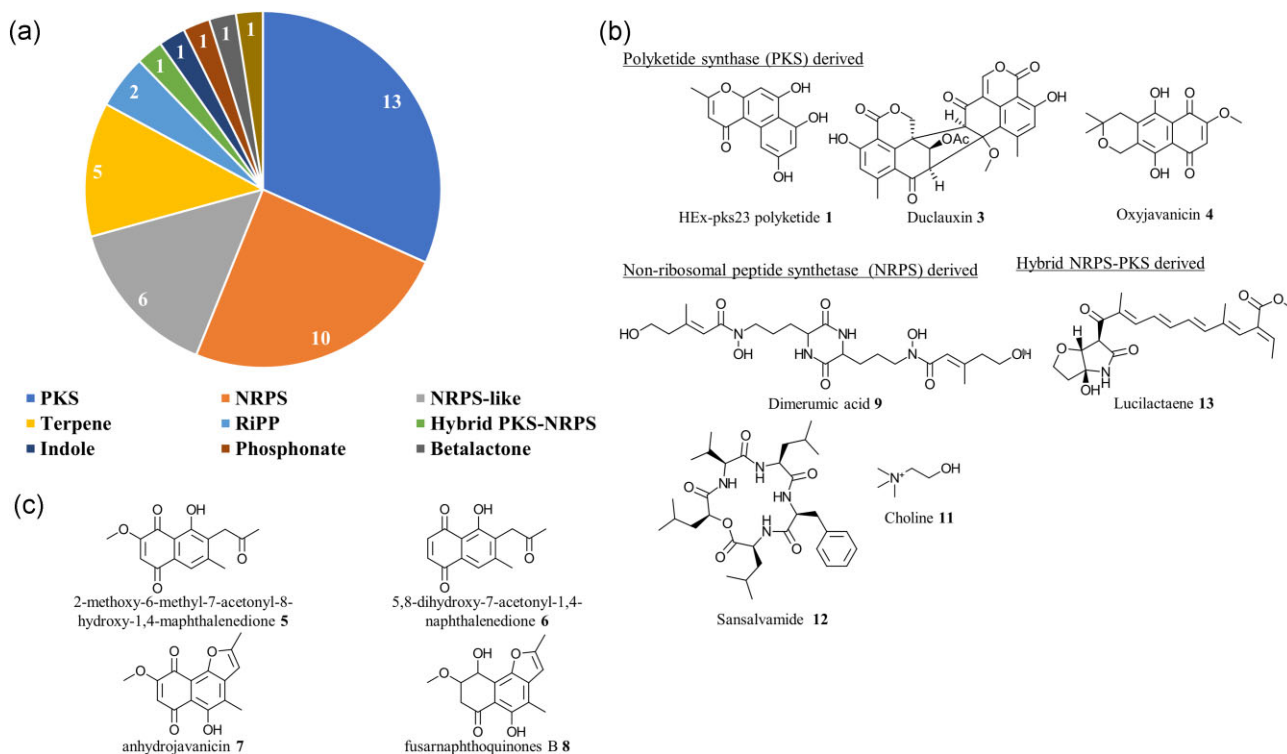 (a)
13
10
6
5
2
1
1
1
1
1
PKS
NRPS
NRPS-like
Terpene
RiPP
Hybrid PKS-NRPS
Indole
Phosphonate
Betalactone
(b)
Polyketide synthase (PKS) derived
HEx-pks23 polyketide 1
Duclauxin 3
Oxyjavanicin 4
Non-ribosomal peptide synthetase (NRPS) derived
Hybrid NRPS-PKS derived
Dimerumic acid 9
Lucilactaene 13
Sansalvamide 12
Choline 11
(c)
2-methoxy-6-methyl-7-acetonyl-8-
hydroxy-1,4-maphthalenedione 5
5,8-dihydroxy-7-acetonyl-1,4-
naphthalenedione 6
anhydrojavanicin 7
fusarnaphthoquinones B 8